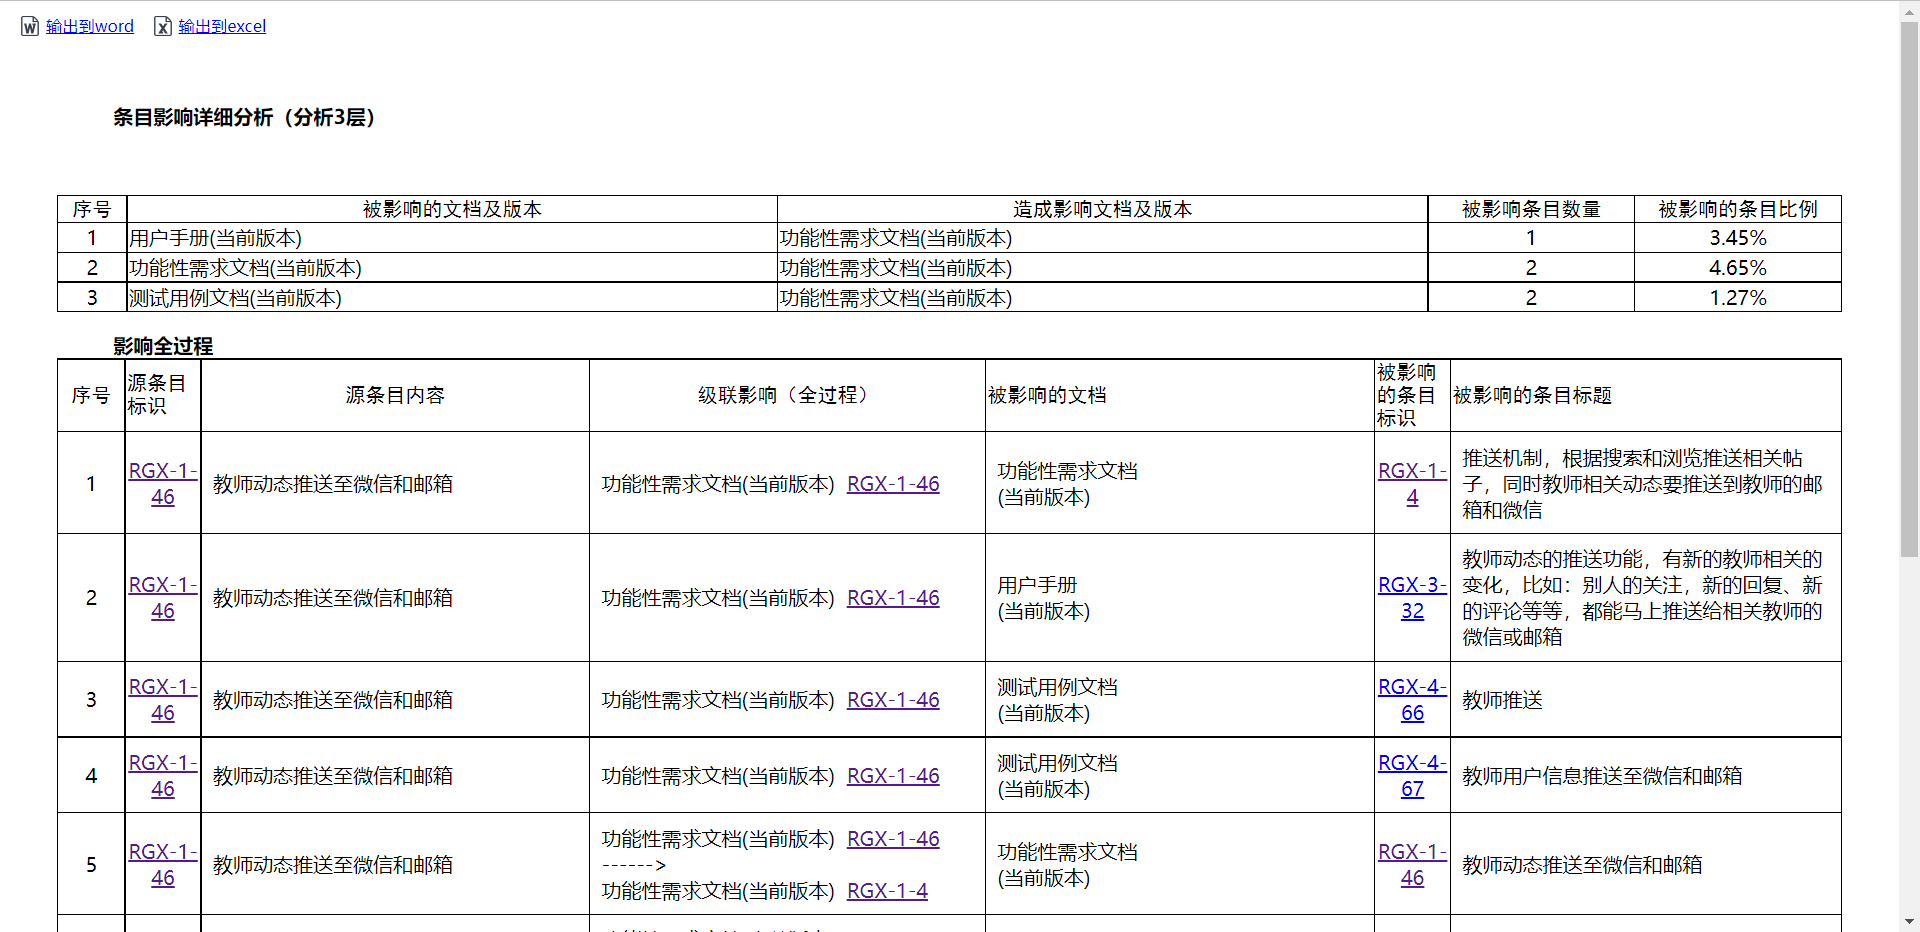 输出到word 输出到excel
条目影响详细分析（分析3层）
序号 被影响的文档及版本 造成影响文档及版本 被影响条目数量 被影响的条目比例
1 用户手册(当前版本) 功能性需求文档(当前版本) 1 3.45%
2 功能性需求文档(当前版本) 功能性需求文档(当前版本) 2 4.65%
3 测试用例文档(当前版本) 功能性需求文档(当前版本) 2 1.27%
影响全过程
序号
源条目
标识
源条目内容
级联影响（全过程）
被影响的文档
被影响
的条目
标识
被影响的条目标题
1
RGX-1-
46
教师动态推送至微信和邮箱
功能性需求文档(当前版本) RGX-1-46
功能性需求文档
(当前版本)
RGX-1-
4
推送机制，根据搜索和浏览推送相关帖
子，同时教师相关动态要推送到教师的邮
箱和微信
2
RGX-1-
46
教师动态推送至微信和邮箱
功能性需求文档(当前版本) RGX-1-46
用户手册
(当前版本)
RGX-3-
32
教师动态的推送功能，有新的教师相关的
变化，比如：别人的关注，新的回复、新
的评论等等，都能马上推送给相关教师的
微信或邮箱
3
RGX-1-
46
教师动态推送至微信和邮箱
功能性需求文档(当前版本) RGX-1-46
测试用例文档
(当前版本)
RGX-4-
66
教师推送
4
RGX-1-
46
教师动态推送至微信和邮箱
功能性需求文档(当前版本) RGX-1-46
测试用例文档
(当前版本)
RGX-4-
67
教师用户信息推送至微信和邮箱
5
RGX-1-
46
教师动态推送至微信和邮箱
功能性需求文档(当前版本) RGX-1-46
------>
功能性需求文档(当前版本) RGX-1-4
功能性需求文档
(当前版本)
RGX-1-
46
教师动态推送至微信和邮箱